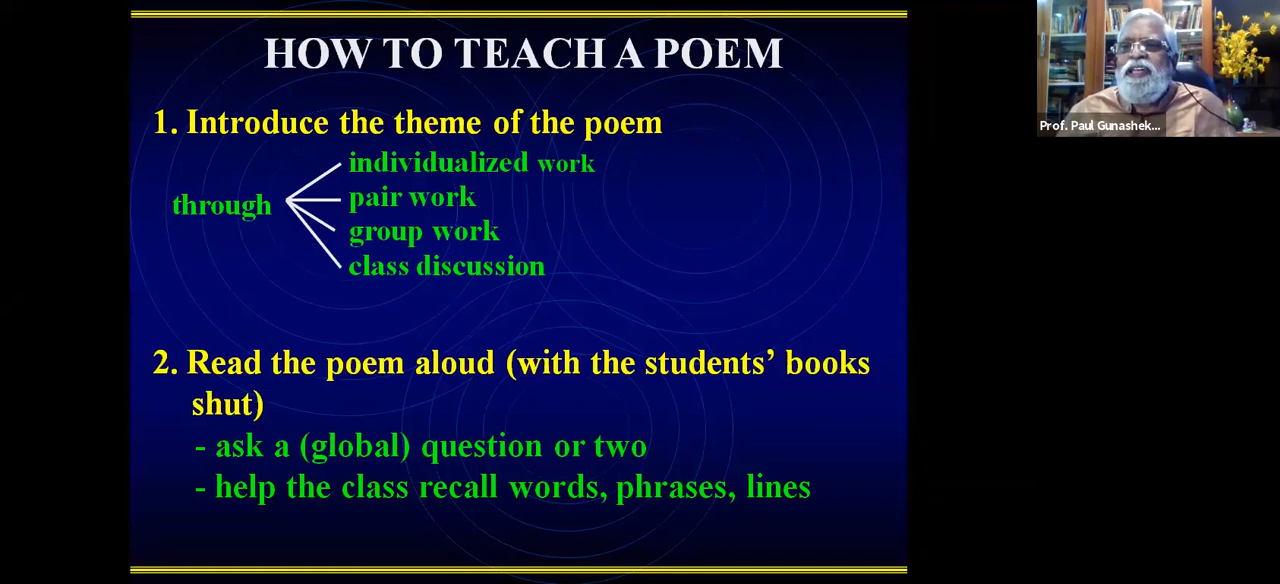 HOW TO TEACH A POEM
1. Introduce the theme of the poem
through
individualized work
pair work
group work
class discussion
2. Read the poem aloud (with the students’ books
shut)
- ask a (global) question or two
- help the class recall words, phrases, lines
Prof. Paul Gunashek...